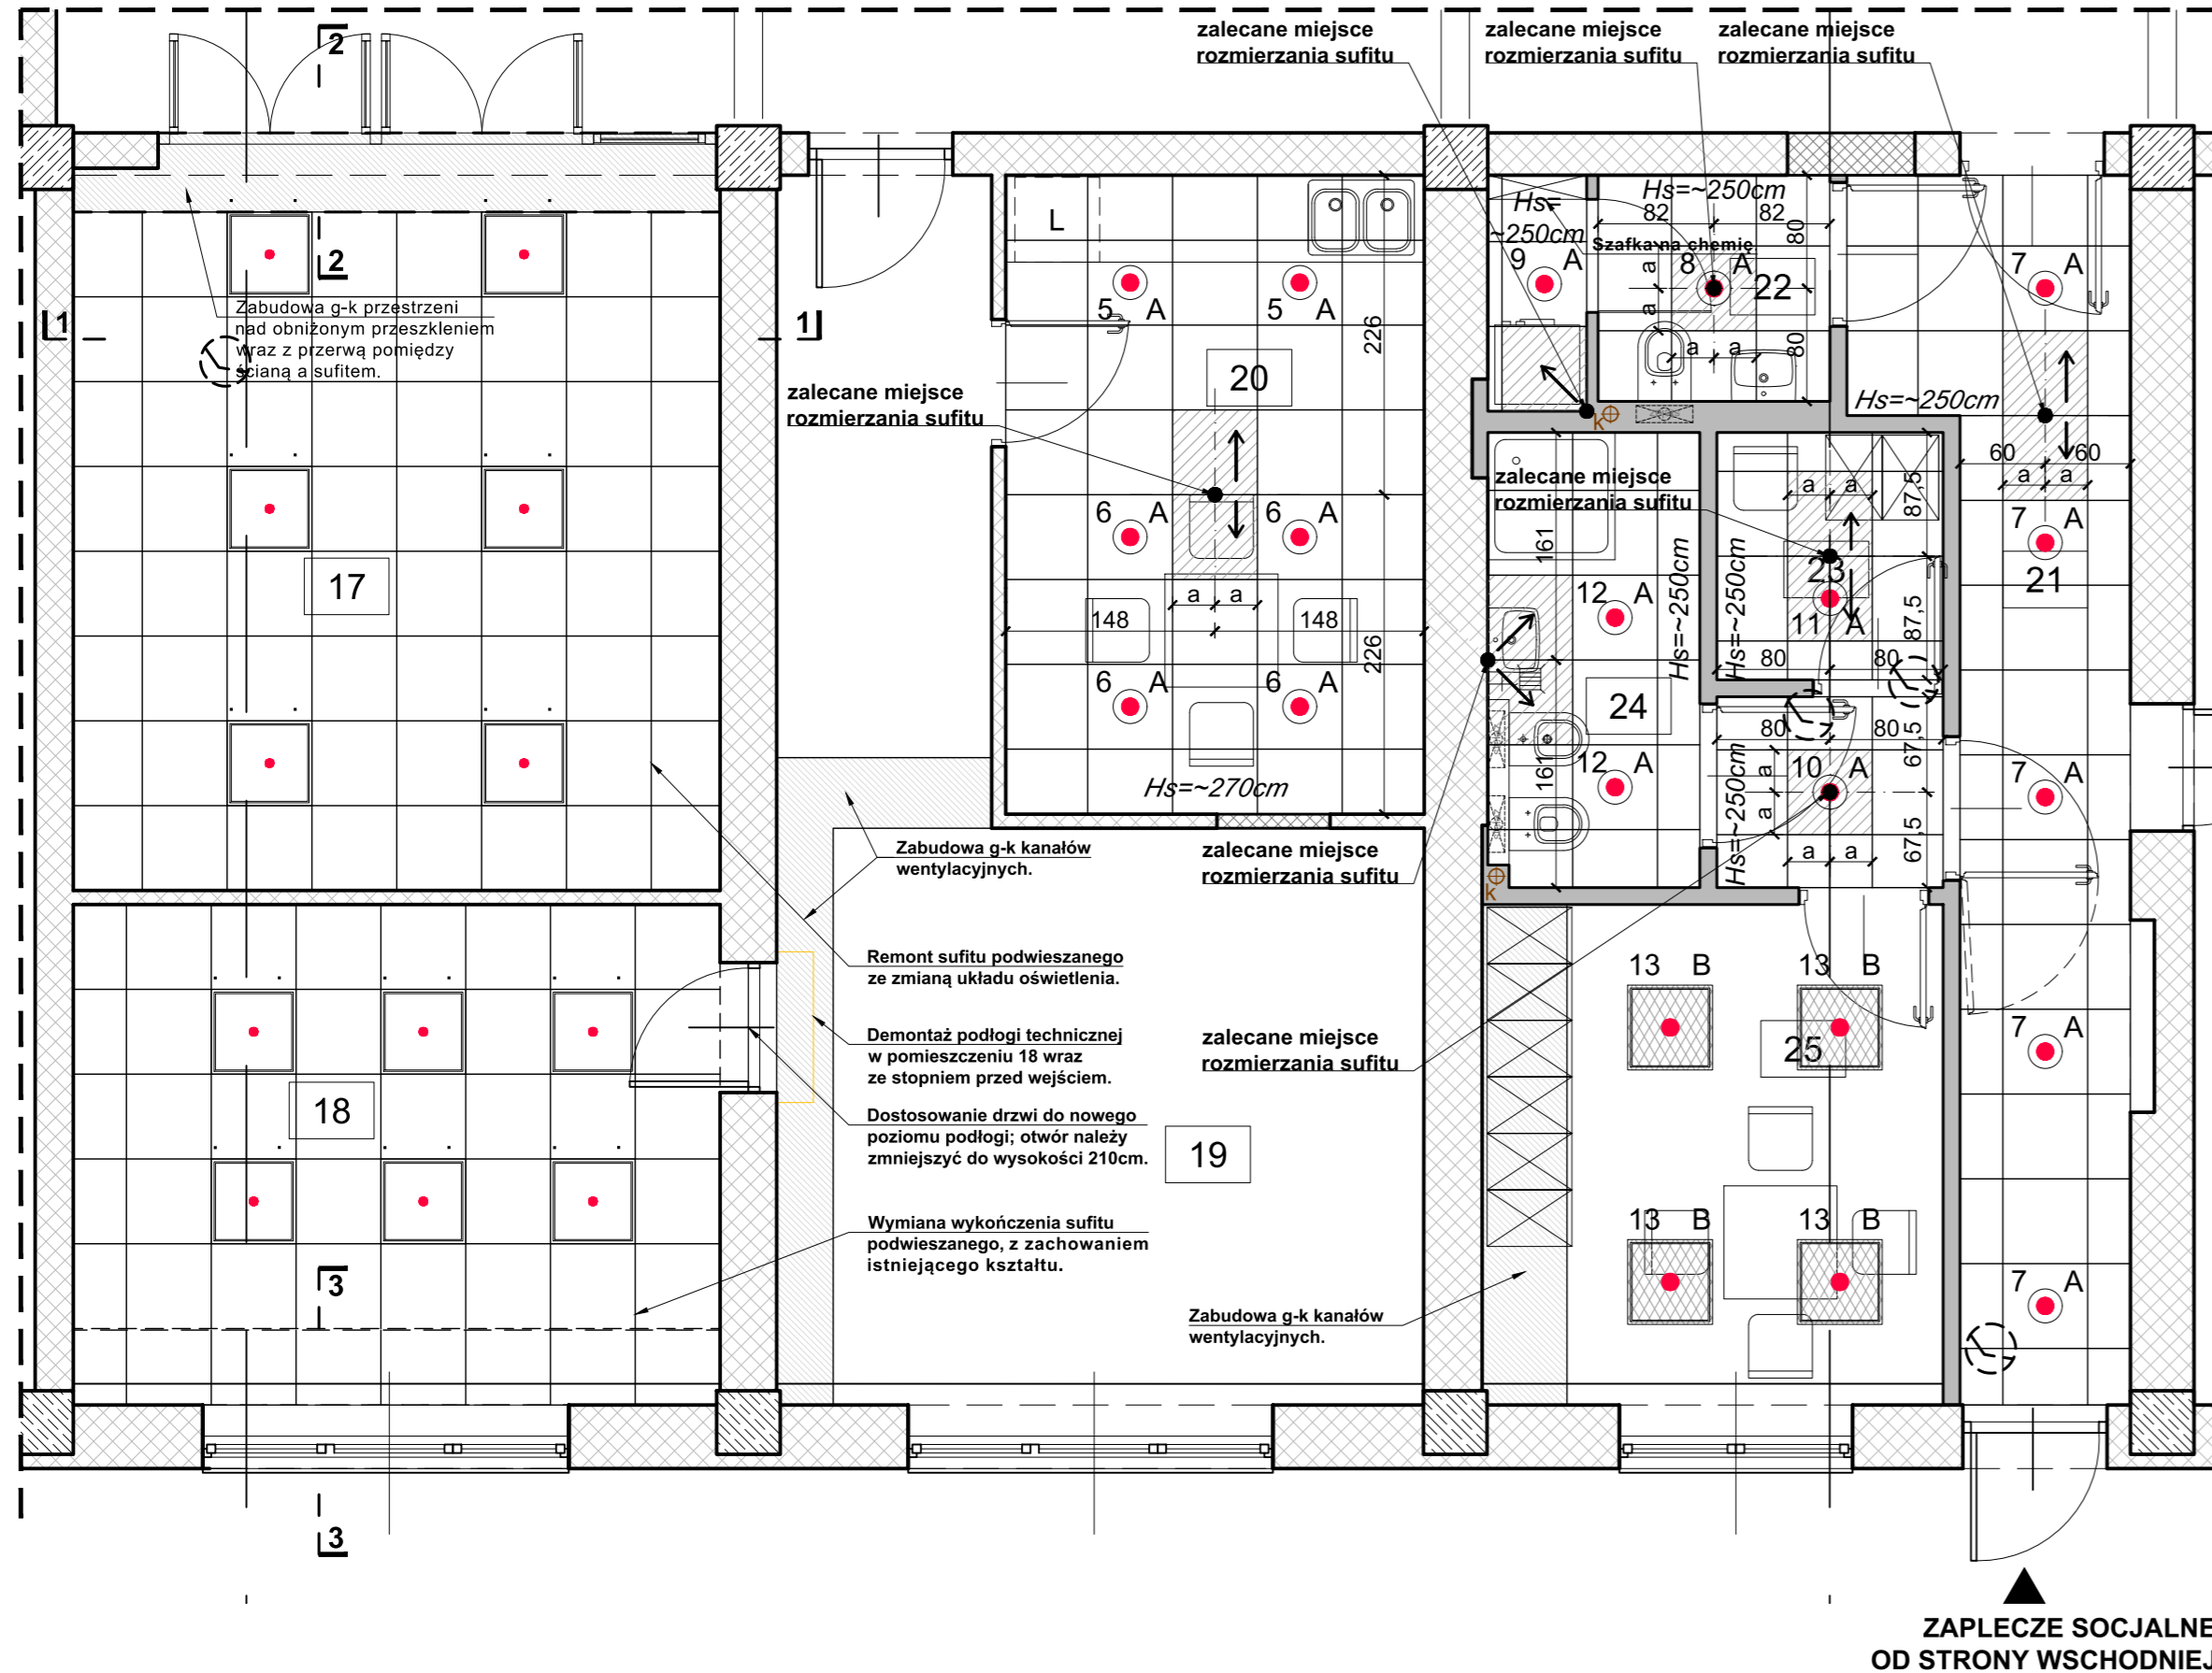 2
zalecane miejsce
rozmierzania sufitu
zalecane miejsce
rozmierzania sufitu
zalecane miejsce
rozmierzania sufitu
2
1
1
Zabudowa g-k przestrzeni
nad obniżonym przeszkleniem
wraz z przerwą pomiędzy
ścianą a sufitem.
17
zalecane miejsce
rozmierzania sufitu
L
5 A
5 A
226
20
6 A
6 A
a a
148
148
226
6 A
6 A
Hs=~270cm
Hs=
~250cm
9 A
Hs=~250cm
82
82
80
Szafka na chemię
a
8 A
22
a
a a
80
k
7 A
Hs=~250cm
60
60
a a
7 A
21
7 A
7 A
7 A
zalecane miejsce
rozmierzania sufitu
161
12 A
Hs=~250cm
24
161
12 A
k
a a
87,5
Hs=~250cm
23
11 A
87,5
80
80
80
80
67,5
a
10 A
a
Hs=~250cm
67,5
a a
Zabudowa g-k kanałów
wentylacyjnych.
zalecane miejsce
rozmierzania sufitu
Remont sufitu podwieszanego
ze zmianą układu oświetlenia.
Demontaż podłogi technicznej
w pomieszczeniu 18 wraz
ze stopniem przed wejściem.
zalecane miejsce
rozmierzania sufitu
Dostosowanie drzwi do nowego
poziomu podłogi; otwór należy
zmniejszyć do wysokości 210cm.
18
19
Wymiana wykończenia sufitu
podwieszanego, z zachowaniem
istniejącego kształtu.
Zabudowa g-k kanałów
wentylacyjnych.
13 B
13 B
25
13 B
13 B
3
3
ZAPLECZE SOCJALNE
OD STRONY WSCHODNIEJ